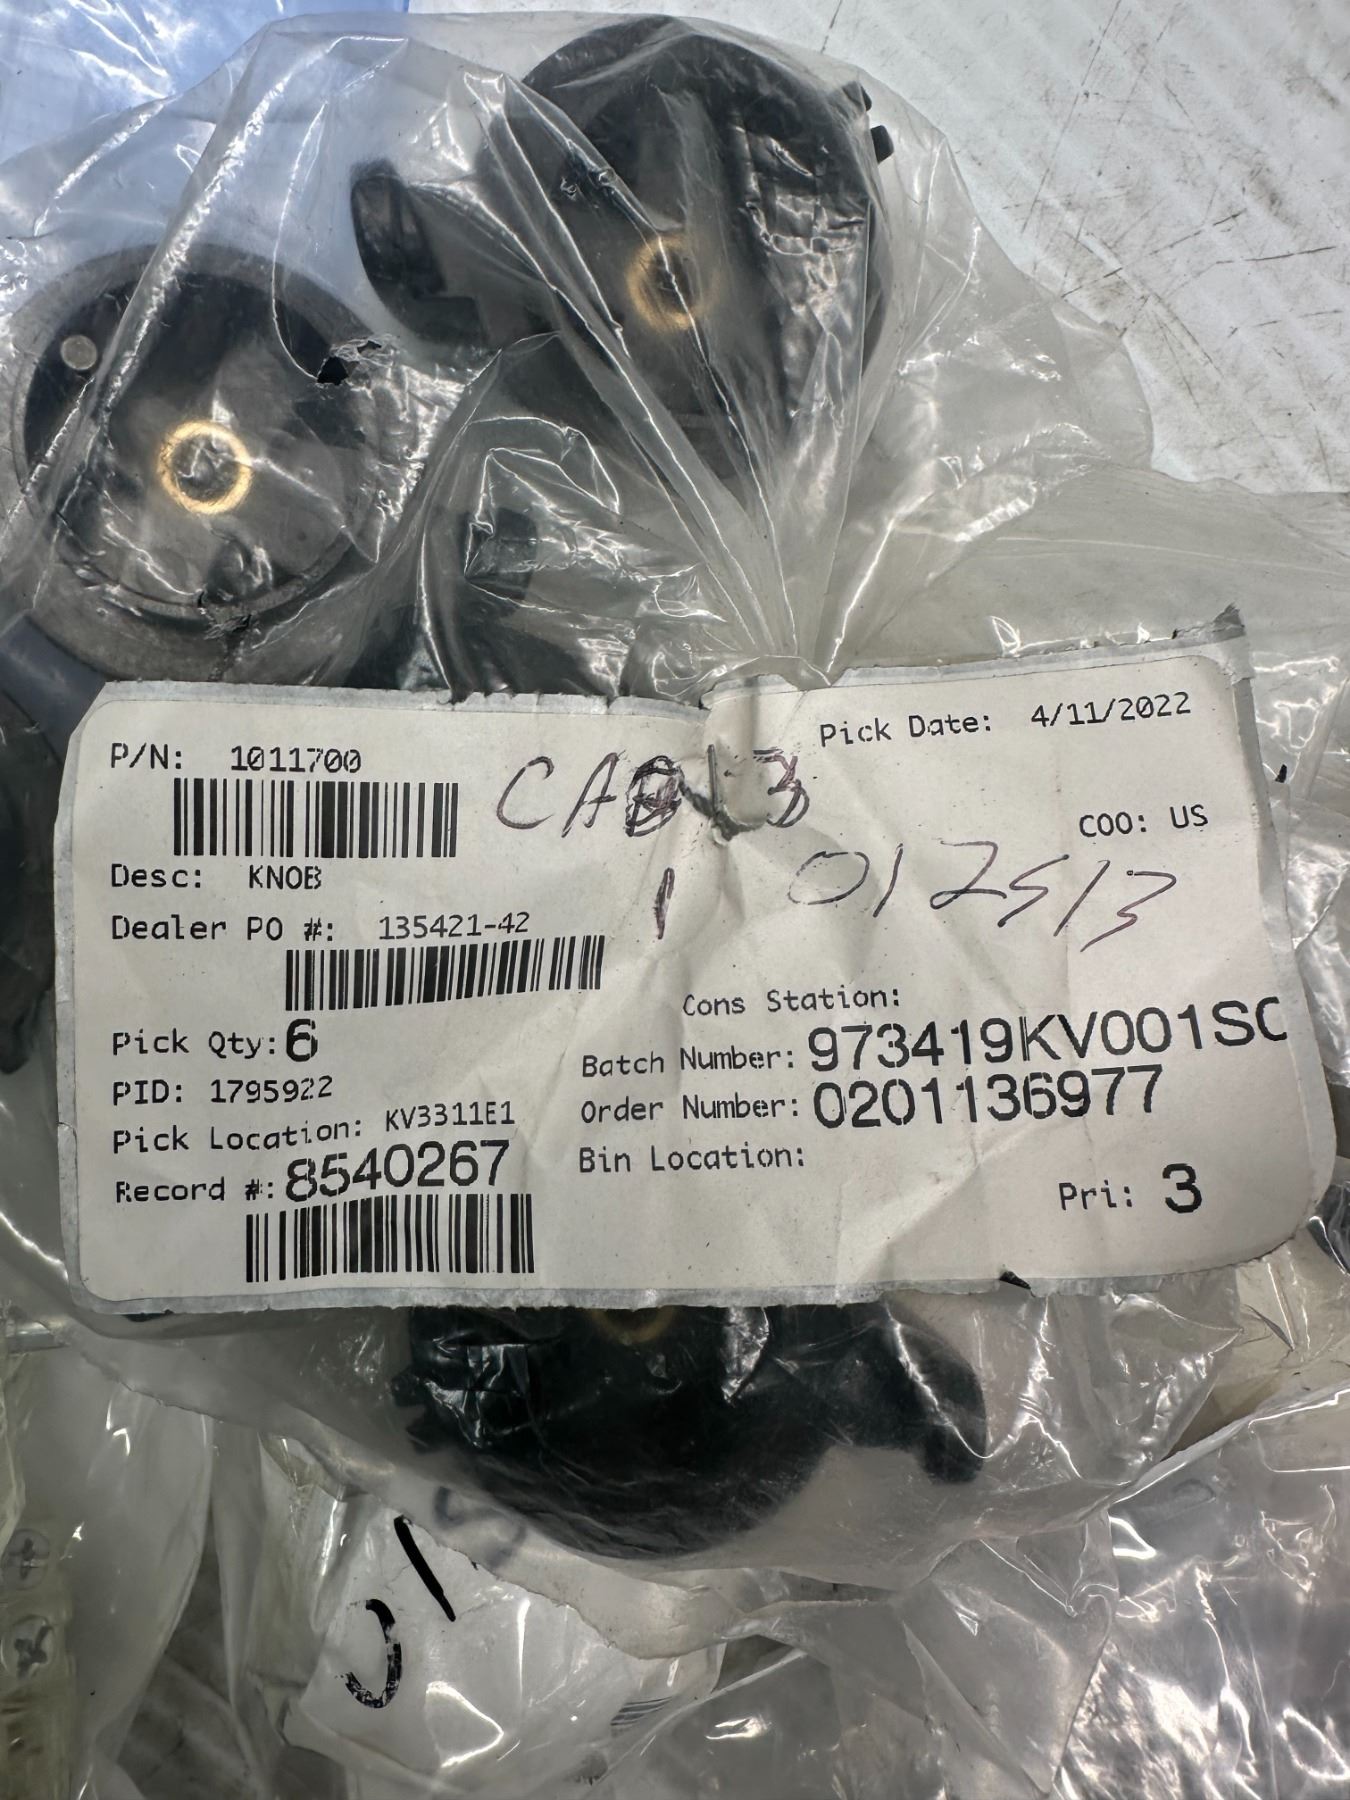 P/N: 1011700
Pick Date: 4/11/2022
COO: US
Desc: KNOB
012513
Dealer PO #: 135421-42
1
Pick Qty: 6
Cons Station:
PID: 1795922
Batch Number: 973419KV001SC
Pick Location: KV3311E1
Order Number: 0201136977
Record #: 8540267
Bin Location:
Pri: 3